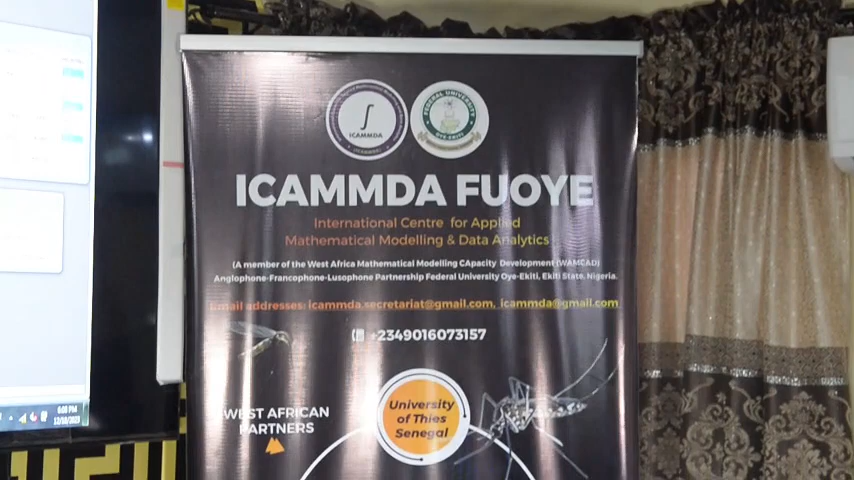 ICAMMDA
FEDERAL UNIVERSITY
OYE-EKITI
ICAMMDA FUOYE
International Centre for Applied
Mathematical Modelling & Data Analytics
(A member of the West Africa Mathematical Modelling CApacity Development (WAMCAD)
Anglophone-Francophone-Lusophone Partnership Federal University Oye-Ekiti, Ekiti State, Nigeria.
Email addresses: icammda.secretariat@gmail.com, icammda@gmail.com
+2349016073157
WEST AFRICAN
PARTNERS
University
of Thies
Senegal